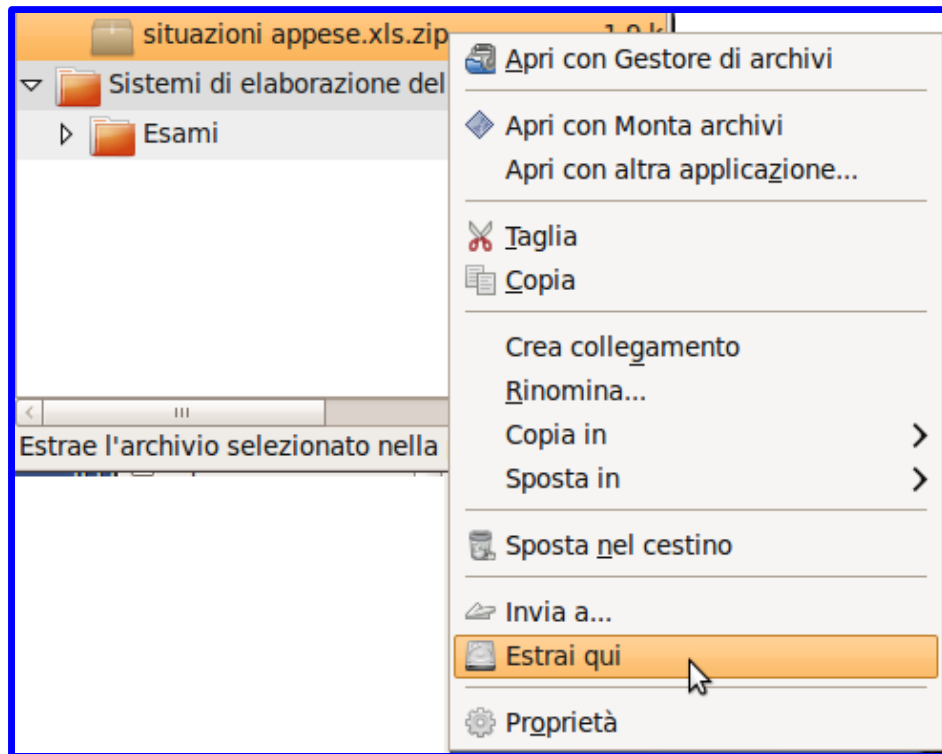 situazioni appese.xls.zip
Sistemi di elaborazione del
Esami
Estrae l'archivio selezionato nella
Apri con Gestore di archivi
Apri con Monta archivi
Apri con altra applicazione...
Taglia
Copia
Crea collegamento
Rinomina...
Copia in
Sposta in
Sposta nel cestino
Invia a...
Estrai qui
Proprietà